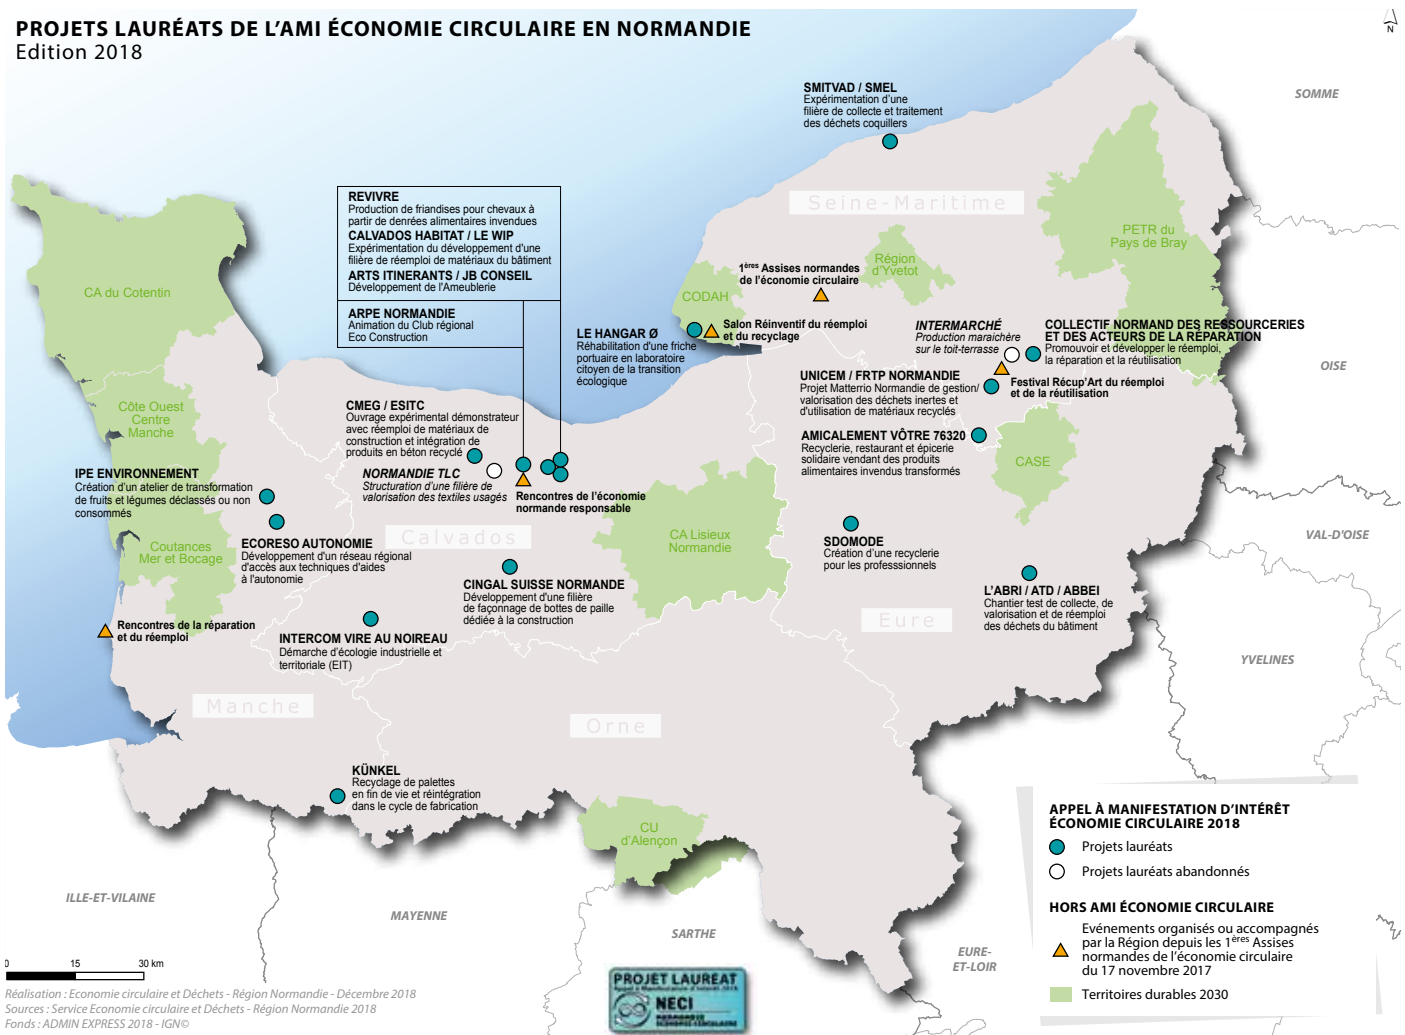 PROJETS LAURÉATS DE L'AMI ÉCONOMIE CIRCULAIRE EN NORMANDIE
Edition 2018
N
SOMME
SMITVAD / SMEL
Expérimentation d'une
filière de collecte et traitement
des déchets coquillers
Seine-Maritime
REVIVRE
Production de friandises pour chevaux à
partir de denrées alimentaires invendues
CALVADOS HABITAT / LE WIP
Expérimentation du développement d'une
filière de réemploi de matériaux du bâtiment
ARTS ITINERANTS / JB CONSEIL
Développement de l'Ameublerie
ARPE NORMANDIE
Animation du Club régional
Eco Construction
PETR du
Pays de Bray
Région
d'Yvetot
1ères Assises normandes
de l'économie circulaire
CA du Cotentin
CODAH
Salon Réinventif du réemploi
et du recyclage
LE HANGAR Ø
Réhabilitation d'une friche
portuaire en laboratoire
citoyen de la transition
écologique
INTERMARCHÉ
Production maraichère
sur le toit-terrasse
COLLECTIF NORMAND DES RESSOURCERIES
ET DES ACTEURS DE LA RÉPARATION
Promouvoir et développer le réemploi,
la réparation et la réutilisation
OISE
UNICEM / FRTP NORMANDIE
Projet Matterrio Normandie de gestion/
valorisation des déchets inertes et
d'utilisation de matériaux recyclés
Festival Récup'Art du réemploi
et de la réutilisation
Côte Ouest
Centre
Manche
CMEG / ESITC
Ouvrage expérimental démonstrateur
avec réemploi de matériaux de
construction et intégration de
produits en béton recyclé
AMICALEMENT VÔTRE 76320
Recyclerie, restaurant et épicerie
solidaire vendant des produits
alimentaires invendus transformés
CASE
NORMANDIE TLC
Structuration d'une filière de
valorisation des textiles usagés
IPE ENVIRONNEMENT
Création d'un atelier de transformation
de fruits et légumes déclassés ou non
consommés
Rencontres de l'économie
normande responsable
Calvados
CA Lisieux
Normandie
ECORESO AUTONOMIE
Développement d'un réseau régional
d'accès aux techniques d'aides
à l'autonomie
Coutances
Mer et Bocage
SDOMODE
Création d'une recyclerie
pour les professsionnels
VAL-D'OISE
CINGAL SUISSE NORMANDE
Développement d'une filière
de façonnage de bottes de paille
dédiée à la construction
L'ABRI / ATD / ABBEI
Chantier test de collecte, de
valorisation et de réemploi
des déchets du bâtiment
Eure
Rencontres de la réparation
et du réemploi
INTERCOM VIRE AU NOIREAU
Démarche d'écologie industrielle et
territoriale (EIT)
YVELINES
Manche
Orne
KÜNKEL
Recyclage de palettes
en fin de vie et réintégration
dans le cycle de fabrication
CU
d'Alençon
ILLE-ET-VILAINE
MAYENNE
SARTHE
EURE-
ET-LOIR
APPEL À MANIFESTATION D'INTÉRÊT
ÉCONOMIE CIRCULAIRE 2018
Projets lauréats
Projets lauréats abandonnés
HORS AMI ÉCONOMIE CIRCULAIRE
Evénements organisés ou accompagnés
par la Région depuis les 1ères Assises
normandes de l'économie circulaire
du 17 novembre 2017
Territoires durables 2030
0 15 30 km
Réalisation : Economie circulaire et Déchets - Région Normandie - Décembre 2018
Sources : Service Economie circulaire et Déchets - Région Normandie 2018
Fonds : ADMIN EXPRESS 2018 - IGN©
PROJET LAURÉAT
Appel à Manifestation d'Intérêt 2018
NECI
NORMANDIE
ÉCONOMIE CIRCULAIRE